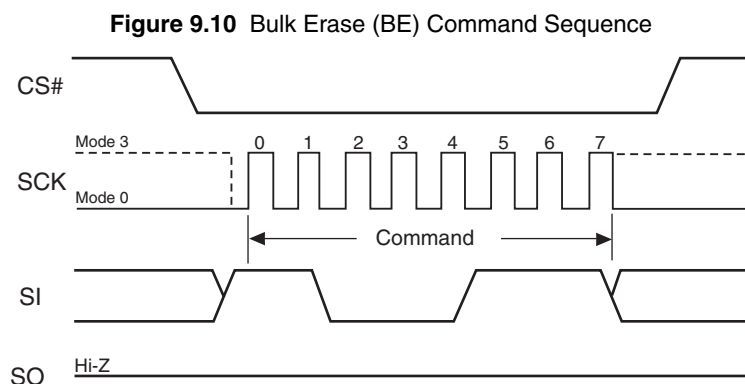 Figure 9.10 Bulk Erase (BE) Command Sequence
CS#
Mode 3
0 1 2 3 4 5 6 7
SCK
Mode 0
Command
SI
Hi-Z
SO